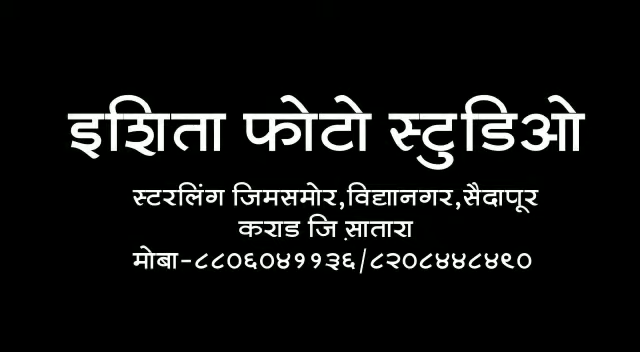 इशिता फोटो स्टुडिओ
स्टरलिंग जिमसमोर,विद्यानगर,सैदापूर
कराड जि.सातारा
मोबा-८८०६०४११३६/८२०८४४८४९०